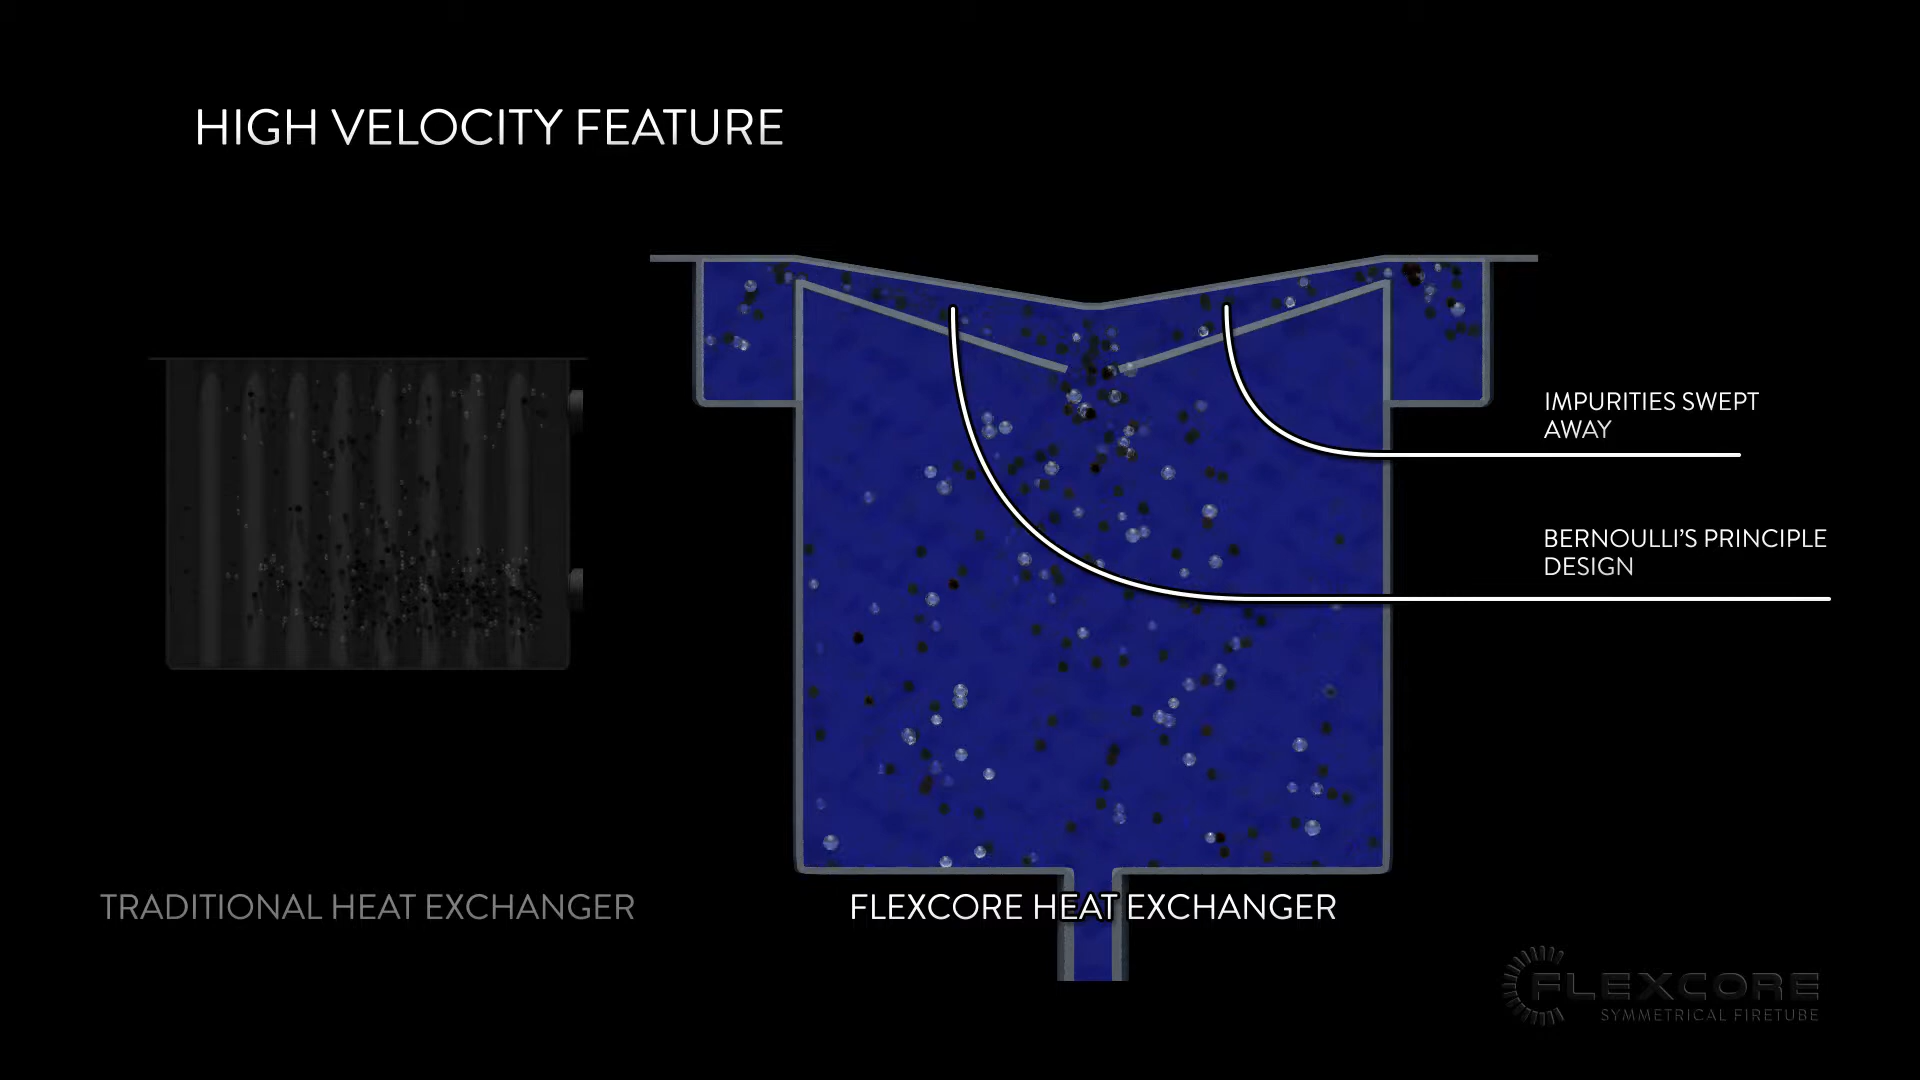 HIGH VELOCITY FEATURE
IMPURITIES SWEPT
AWAY
BERNOULLI'S PRINCIPLE
DESIGN
TRADITIONAL HEAT EXCHANGER
FLEXCORE HEAT EXCHANGER
FLEXCORE
SYMMETRICAL FIRETUBE